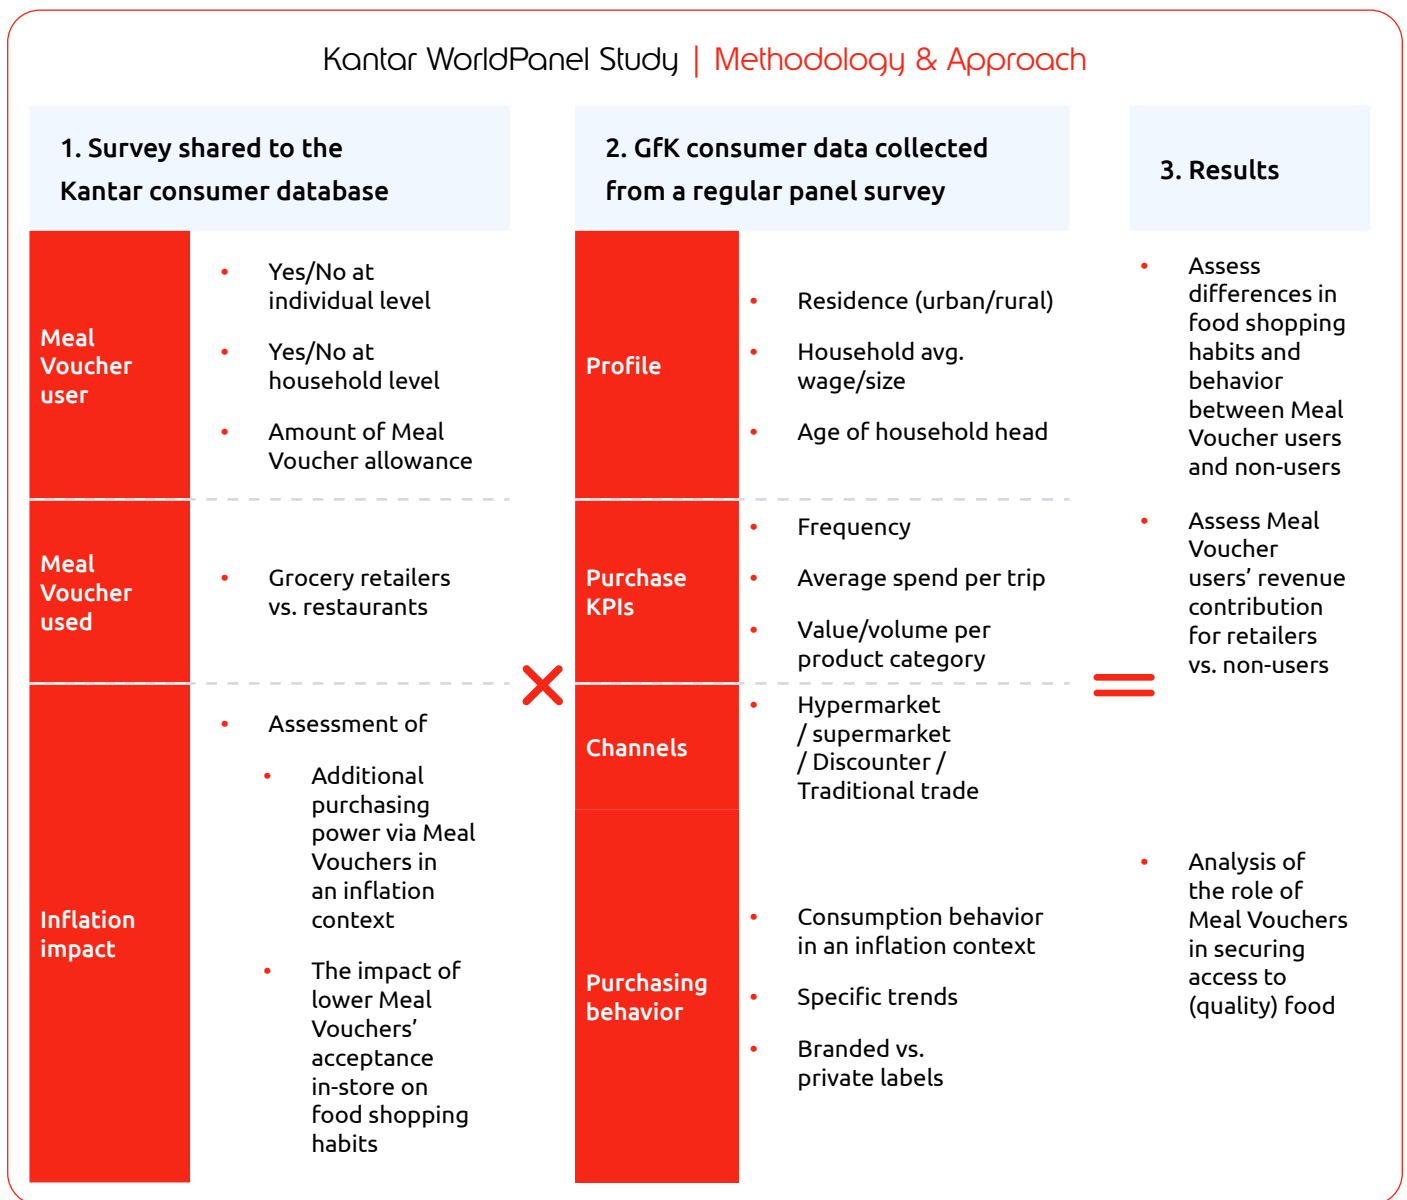 Kantar WorldPanel Study | Methodology & Approach
1. Survey shared to the
Kantar consumer database
Meal
Voucher
user
• Yes/No at
individual level
• Yes/No at
household level
• Amount of Meal
Voucher allowance
Meal
Voucher
used
• Grocery retailers
vs. restaurants
Inflation
impact
• Assessment of
• Additional
purchasing
power via Meal
Vouchers in
an inflation
context
• The impact of
lower Meal
Vouchers’
acceptance
in-store on
food shopping
habits
×
2. GfK consumer data collected
from a regular panel survey
Profile
• Residence (urban/rural)
• Household avg.
wage/size
• Age of household head
Purchase
KPIs
• Frequency
• Average spend per trip
• Value/volume per
product category
Channels
• Hypermarket
/ supermarket
/ Discounter /
Traditional trade
Purchasing
behavior
• Consumption behavior
in an inflation context
• Specific trends
• Branded vs.
private labels
=
3. Results
• Assess
differences in
food shopping
habits and
behavior
between Meal
Voucher users
and non-users
• Assess Meal
Voucher
users’ revenue
contribution
for retailers
vs. non-users
• Analysis of
the role of
Meal Vouchers
in securing
access to
(quality) food